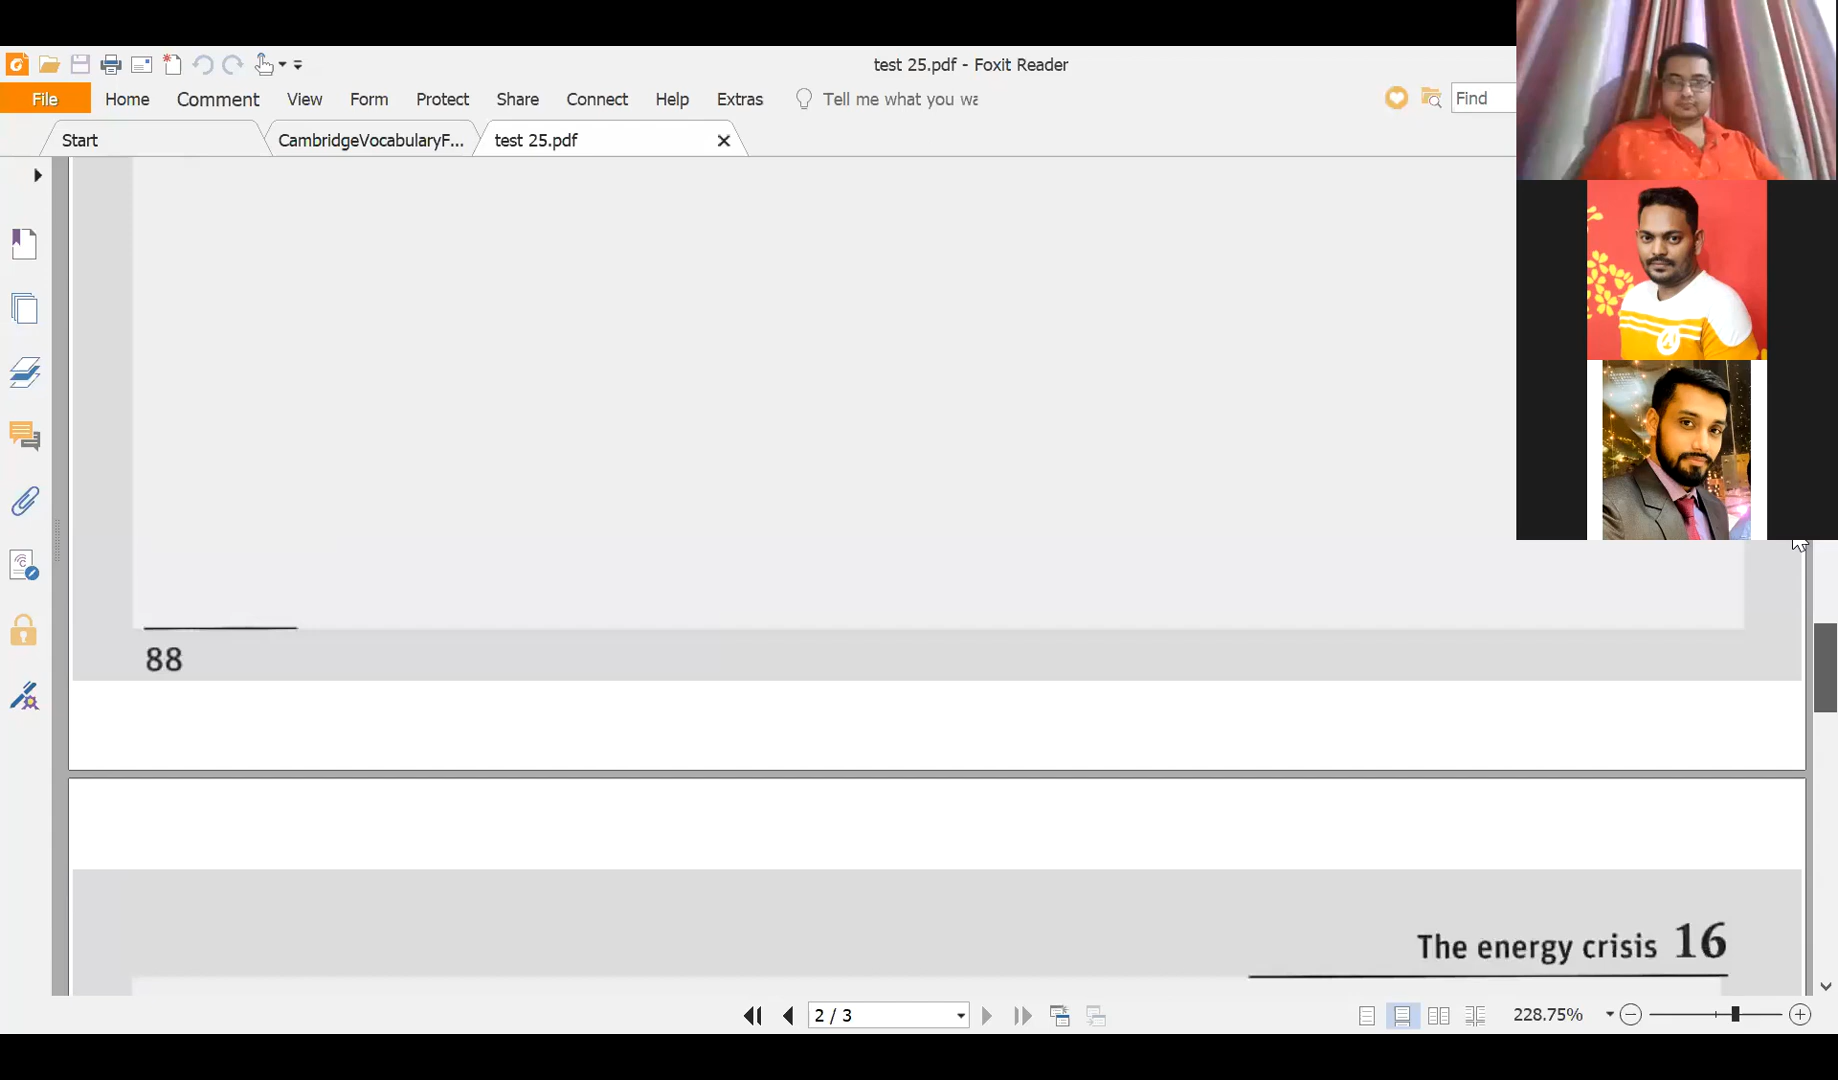 test 25.pdf - Foxit Reader
File Home Comment View Form Protect Share Connect Help Extras Tell me what you wa Find
Start CambridgeVocabularyF... test 25.pdf
88
The energy crisis 16
2 / 3 228.75%